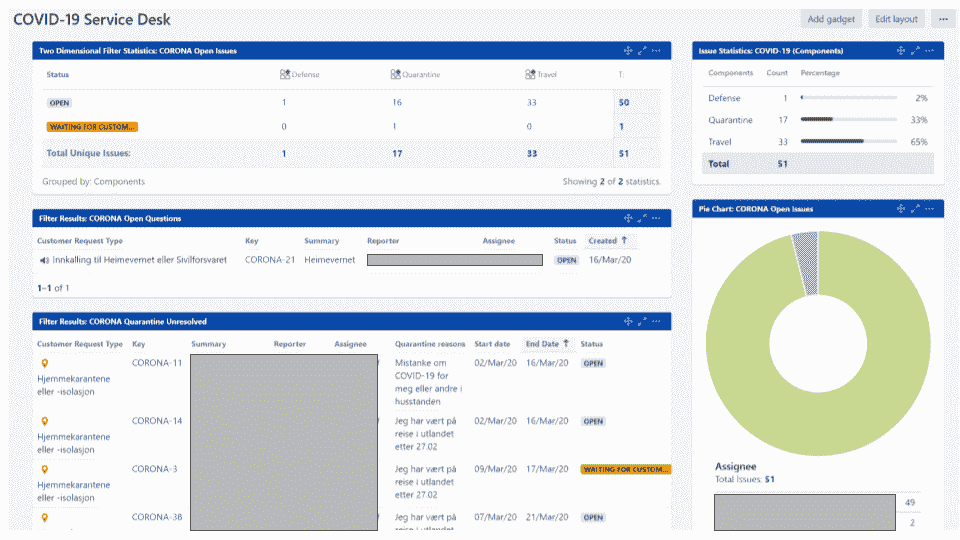 COVID-19 Service Desk
Add gadget Edit layout ...
Two Dimensional Filter Statistics: CORONA Open Issues
Status Defense Quarantine Travel T:
OPEN 1 16 33 50
WAITING FOR CUSTOM... 0 1 0 1
Total Unique Issues: 1 17 33 51
Grouped by: Components Showing 2 of 2 statistics.
Issue Statistics: COVID-19 (Components)
Components Count Percentage
Defense 1 2%
Quarantine 17 33%
Travel 33 65%
Total 51
Filter Results: CORONA Open Questions
Customer Request Type Key Summary Reporter Assignee Status Created ↑
Innkalling til Heimevernet eller Sivilforsvaret CORONA-21 Heimevernet OPEN 16/Mar/20
1–1 of 1
Filter Results: CORONA Quarantine Unresolved
Customer Request Type Key Summary Reporter Assignee Quarantine reasons Start date End Date ↑ Status
Hjemmekarantene eller -isolasjon CORONA-11 Mistanke om COVID-19 for meg eller andre i husstanden 02/Mar/20 16/Mar/20 OPEN
Hjemmekarantene eller -isolasjon CORONA-14 Jeg har vært på reise i utlandet etter 27.02 02/Mar/20 16/Mar/20 OPEN
Hjemmekarantene eller -isolasjon CORONA-3 Jeg har vært på reise i utlandet etter 27.02 09/Mar/20 17/Mar/20 WAITING FOR CUSTOM...
CORONA-38 Jeg har vært på 07/Mar/20 21/Mar/20 OPEN
Pie Chart: CORONA Open Issues
Assignee
Total Issues: 51
49
2